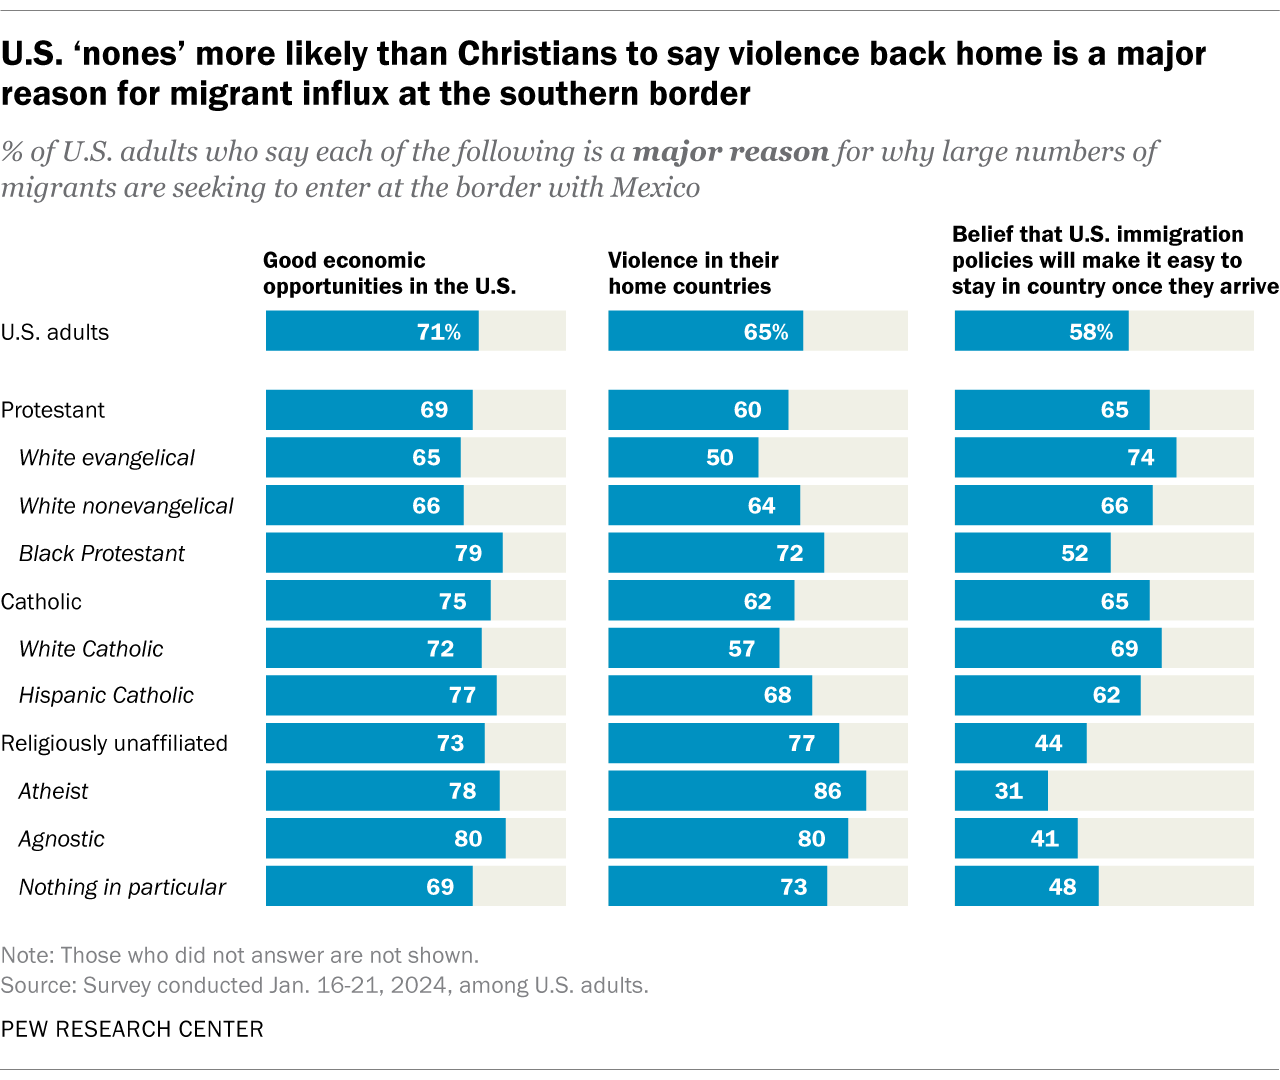 U.S. ‘nones’ more likely than Christians to say violence back home is a major
reason for migrant influx at the southern border
% of U.S. adults who say each of the following is a major reason for why large numbers of
migrants are seeking to enter at the border with Mexico
Good economic
opportunities in the U.S.
Violence in their
home countries
Belief that U.S. immigration
policies will make it easy to
stay in country once they arrive
U.S. adults 71% 65% 58%
Protestant 69 60 65
White evangelical 65 50 74
White nonevangelical 66 64 66
Black Protestant 79 72 52
Catholic 75 62 65
White Catholic 72 57 69
Hispanic Catholic 77 68 62
Religiously unaffiliated 73 77 44
Atheist 78 86 31
Agnostic 80 80 41
Nothing in particular 69 73 48
Note: Those who did not answer are not shown.
Source: Survey conducted Jan. 16-21, 2024, among U.S. adults.
PEW RESEARCH CENTER